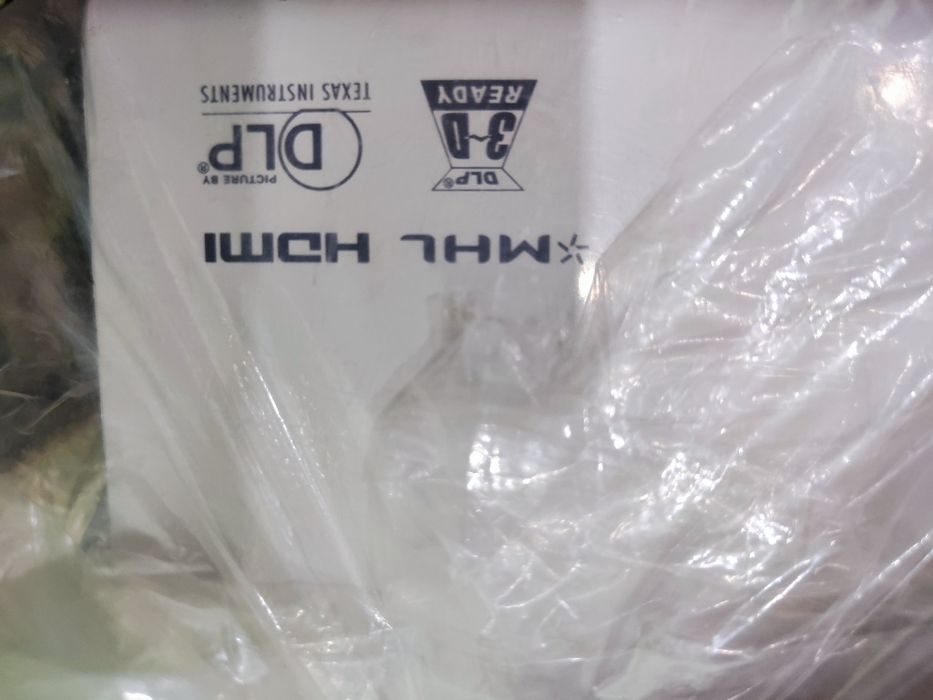 MHL HDMI
DLP®
3-D
READY
PICTURE BY
DLP®
TEXAS INSTRUMENTS